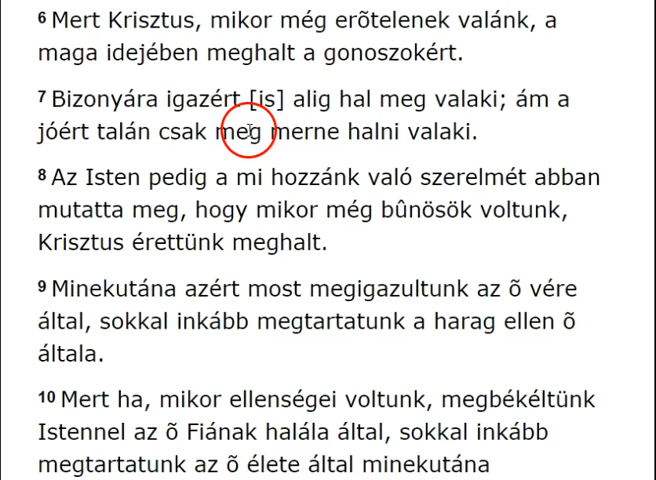 6 Mert Krisztus, mikor még erõtelenek valánk, a
maga idejében meghalt a gonoszokért.
7 Bizonyára igazért [is] alig hal meg valaki; ám a
jóért talán csak meg merne halni valaki.
8 Az Isten pedig a mi hozzánk való szerelmét abban
mutatta meg, hogy mikor még bûnösök voltunk,
Krisztus érettünk meghalt.
9 Minekutána azért most megigazultunk az õ vére
által, sokkal inkább megtartatunk a harag ellen õ
általa.
10 Mert ha, mikor ellenségei voltunk, megbékéltünk
Istennel az õ Fiának halála által, sokkal inkább
megtartatunk az õ élete által minekutána